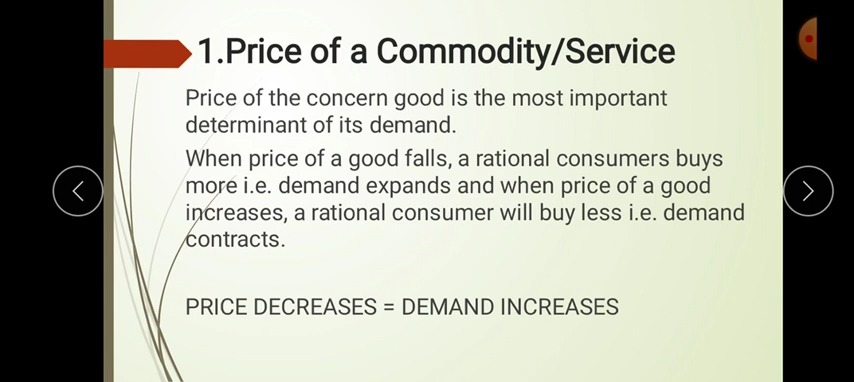 1.Price of a Commodity/Service
Price of the concern good is the most important
determinant of its demand.
When price of a good falls, a rational consumers buys
more i.e. demand expands and when price of a good
increases, a rational consumer will buy less i.e. demand
contracts.
PRICE DECREASES = DEMAND INCREASES